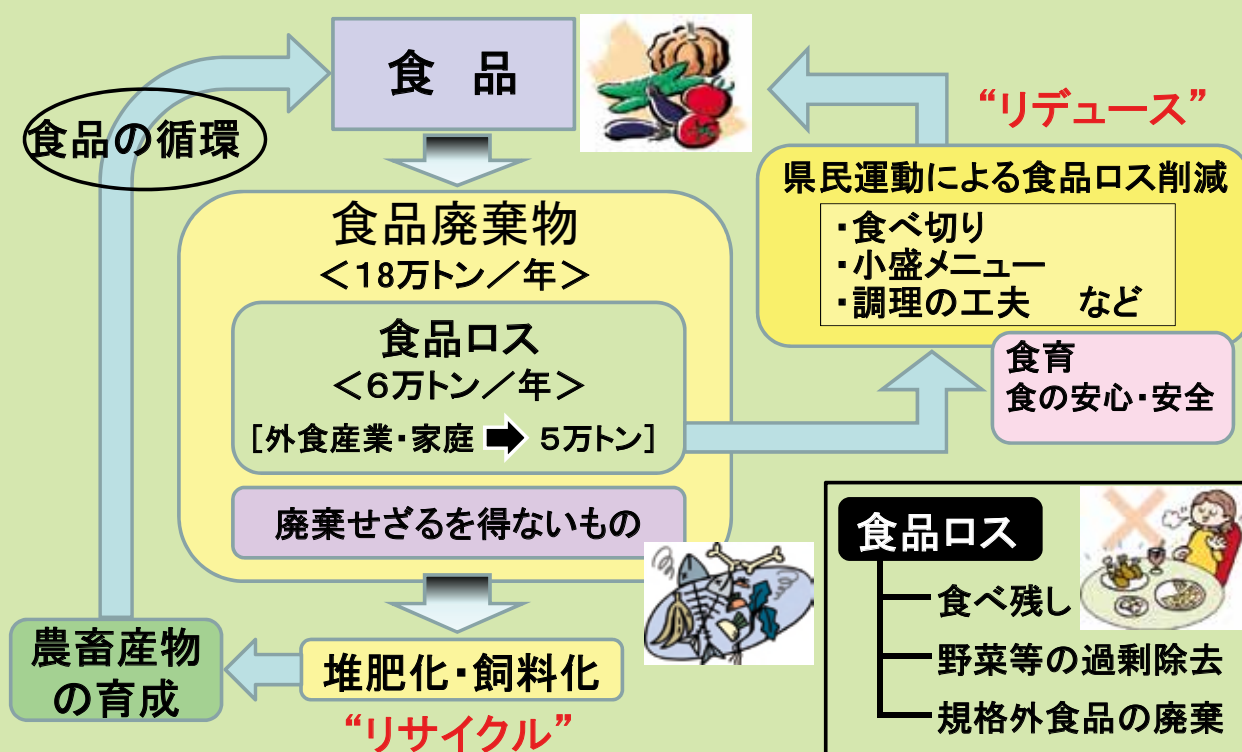 食 品
食品の循環
“リデュース”
県民運動による食品ロス削減
・食べ切り
・小盛メニュー
・調理の工夫 など
食育
食の安心・安全
食品廃棄物
＜18万トン／年＞
食品ロス
＜6万トン／年＞
[外食産業・家庭 ➡ 5万トン]
廃棄せざるを得ないもの
堆肥化・飼料化
“リサイクル”
農畜産物
の育成
食品ロス
食べ残し
野菜等の過剰除去
規格外食品の廃棄